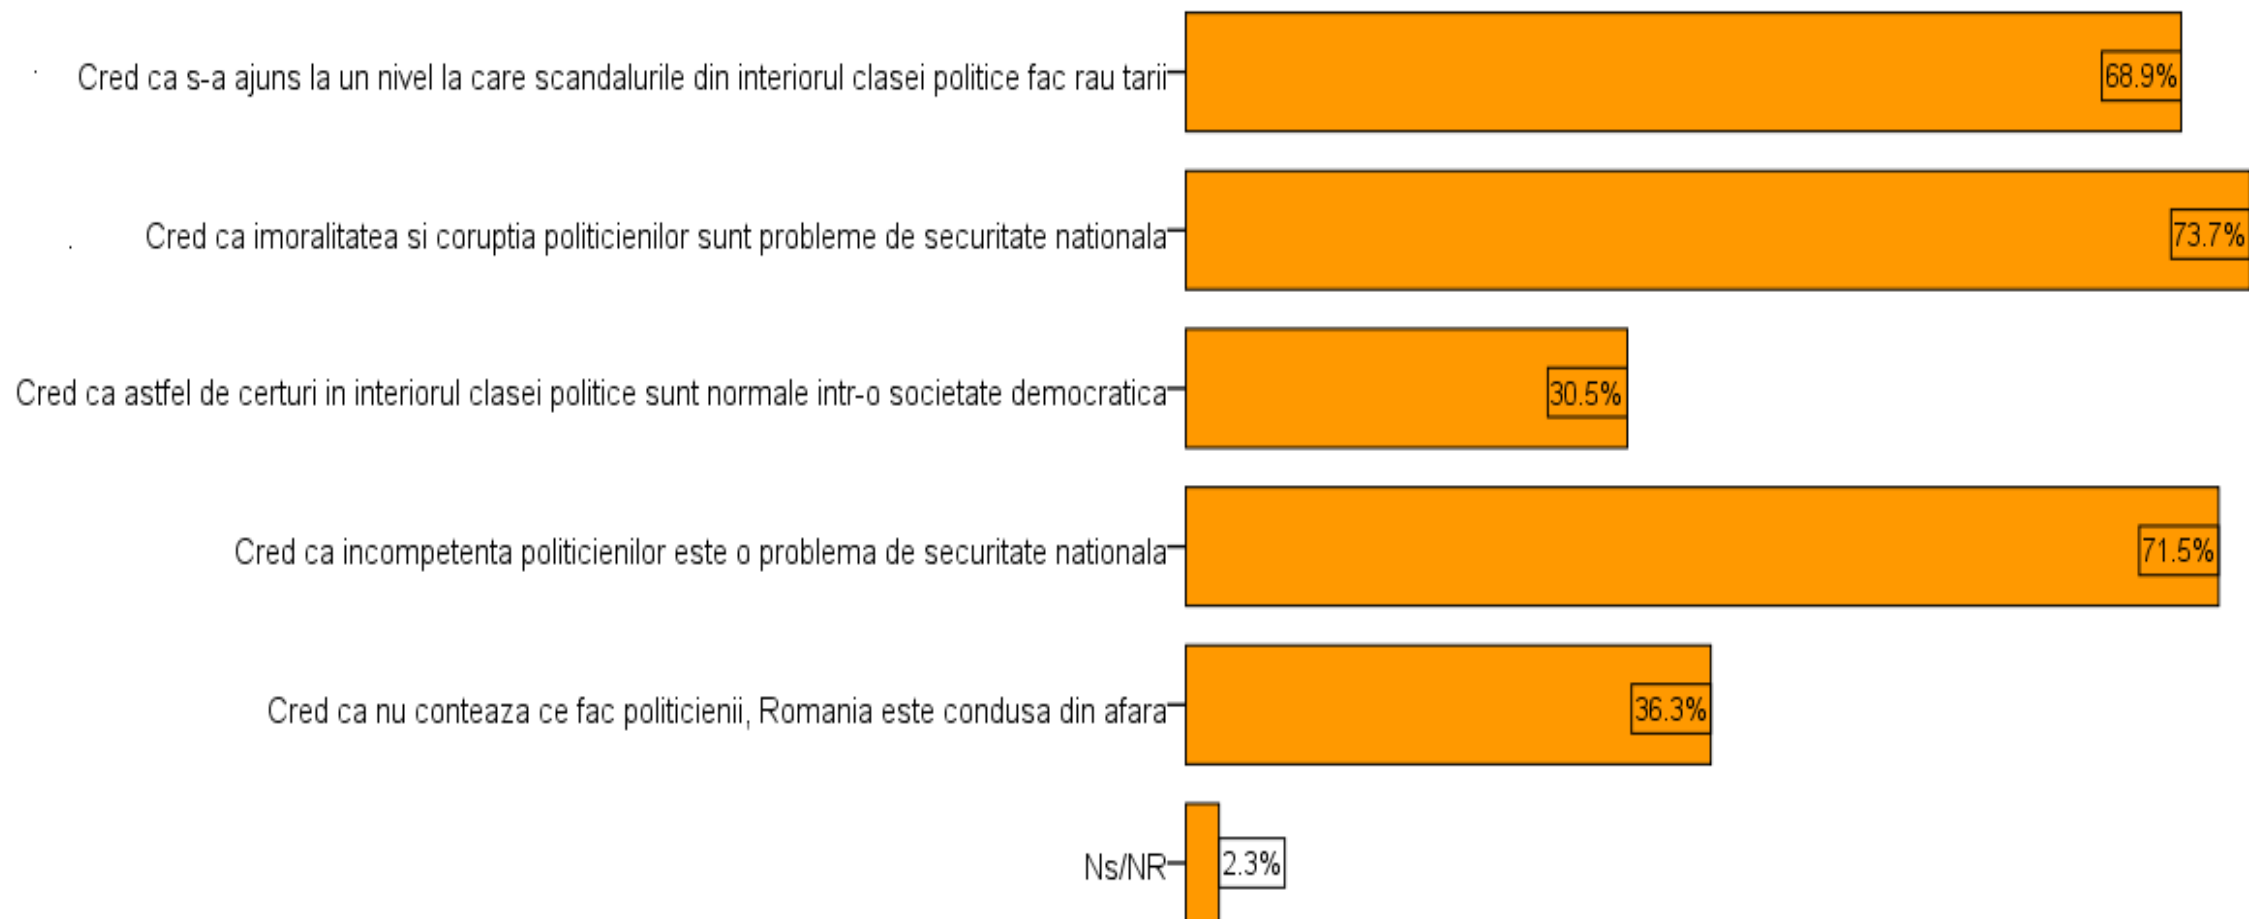 Cred ca s-a ajuns la un nivel la care scandalurile din interiorul clasei politice fac rau tarii
68.9%
Cred ca imoralitatea si coruptia politicienilor sunt probleme de securitate nationala
73.7%
Cred ca astfel de certuri in interiorul clasei politice sunt normale intr-o societate democratica
30.5%
Cred ca incompetenta politicienilor este o problema de securitate nationala
71.5%
Cred ca nu conteaza ce fac politicienii, Romania este condusa din afara
36.3%
Ns/NR
2.3%